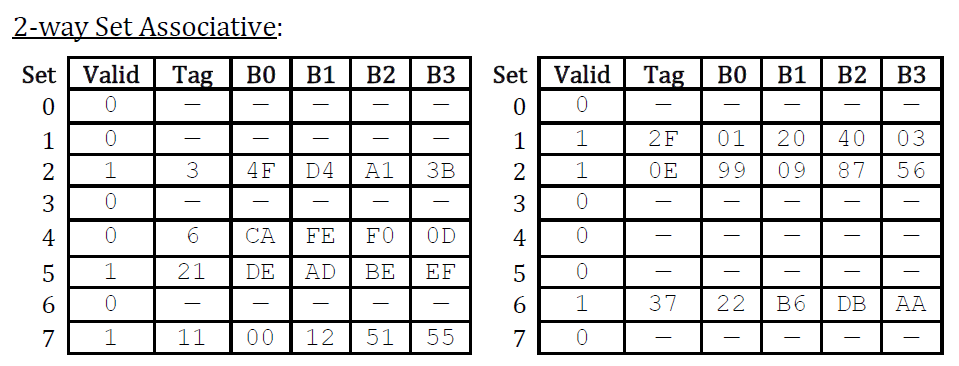 2-way Set Associative:
Set Valid Tag B0 B1 B2 B3 Set Valid Tag B0 B1 B2 B3
0 0 – – – – – 0 0 – – – – –
1 0 – – – – – 1 1 2F 01 20 40 03
2 1 3 4F D4 A1 3B 2 1 0E 99 09 87 56
3 0 – – – – – 3 0 – – – – –
4 0 6 CA FE F0 0D 4 0 – – – – –
5 1 21 DE AD BE EF 5 0 – – – – –
6 0 – – – – – 6 1 37 22 B6 DB AA
7 1 11 00 12 51 55 7 0 – – – – –